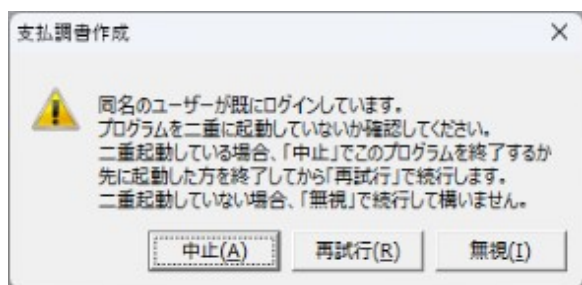 支払調書作成
同名のユーザーが既にログインしています。
プログラムを二重に起動していないか確認してください。
二重起動している場合、「中止」でこのプログラムを終了するか
先に起動した方を終了してから「再試行」で続行します。
二重起動していない場合、「無視」で続行して構いません。
中止(A) 再試行(R) 無視(I)